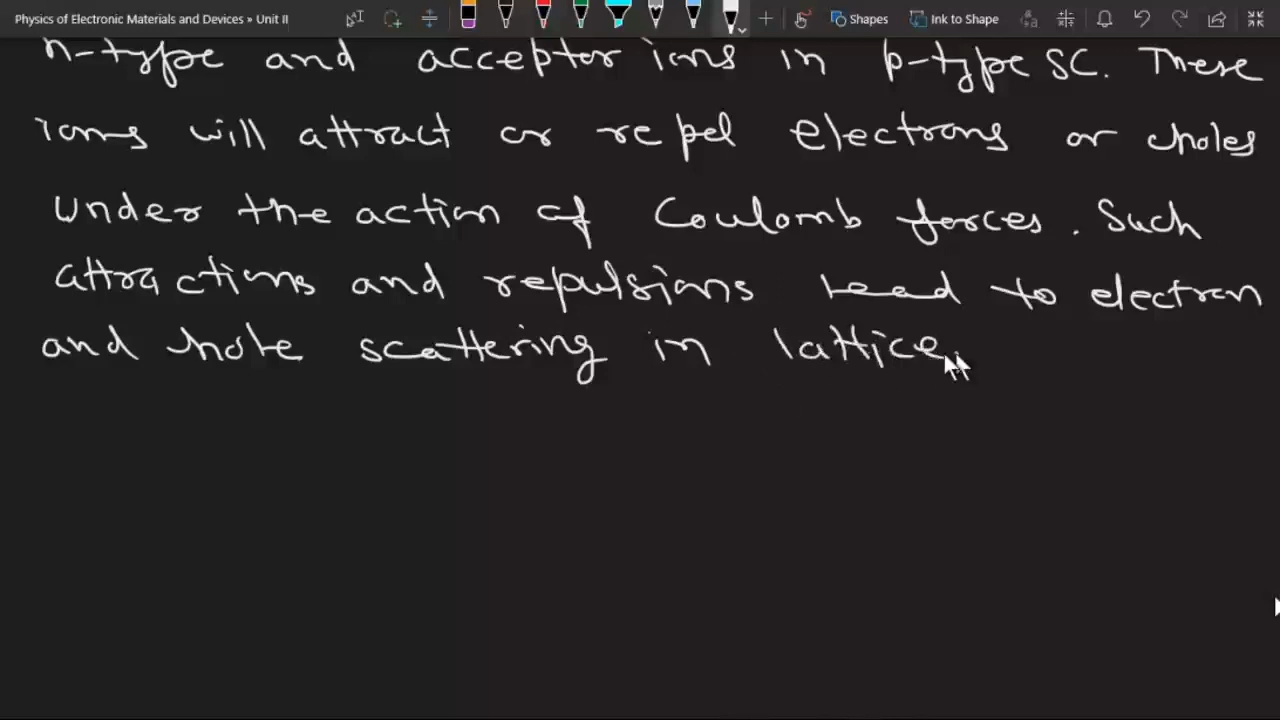 Physics of Electronic Materials and Devices » Unit II
Shapes
Ink to Shape
n-type and acceptor ions in p-type SC. These
ions will attract or repel electrons or holes
under the action of Coulomb forces. Such
attractions and repulsions lead to electron
and hole scattering in lattice.